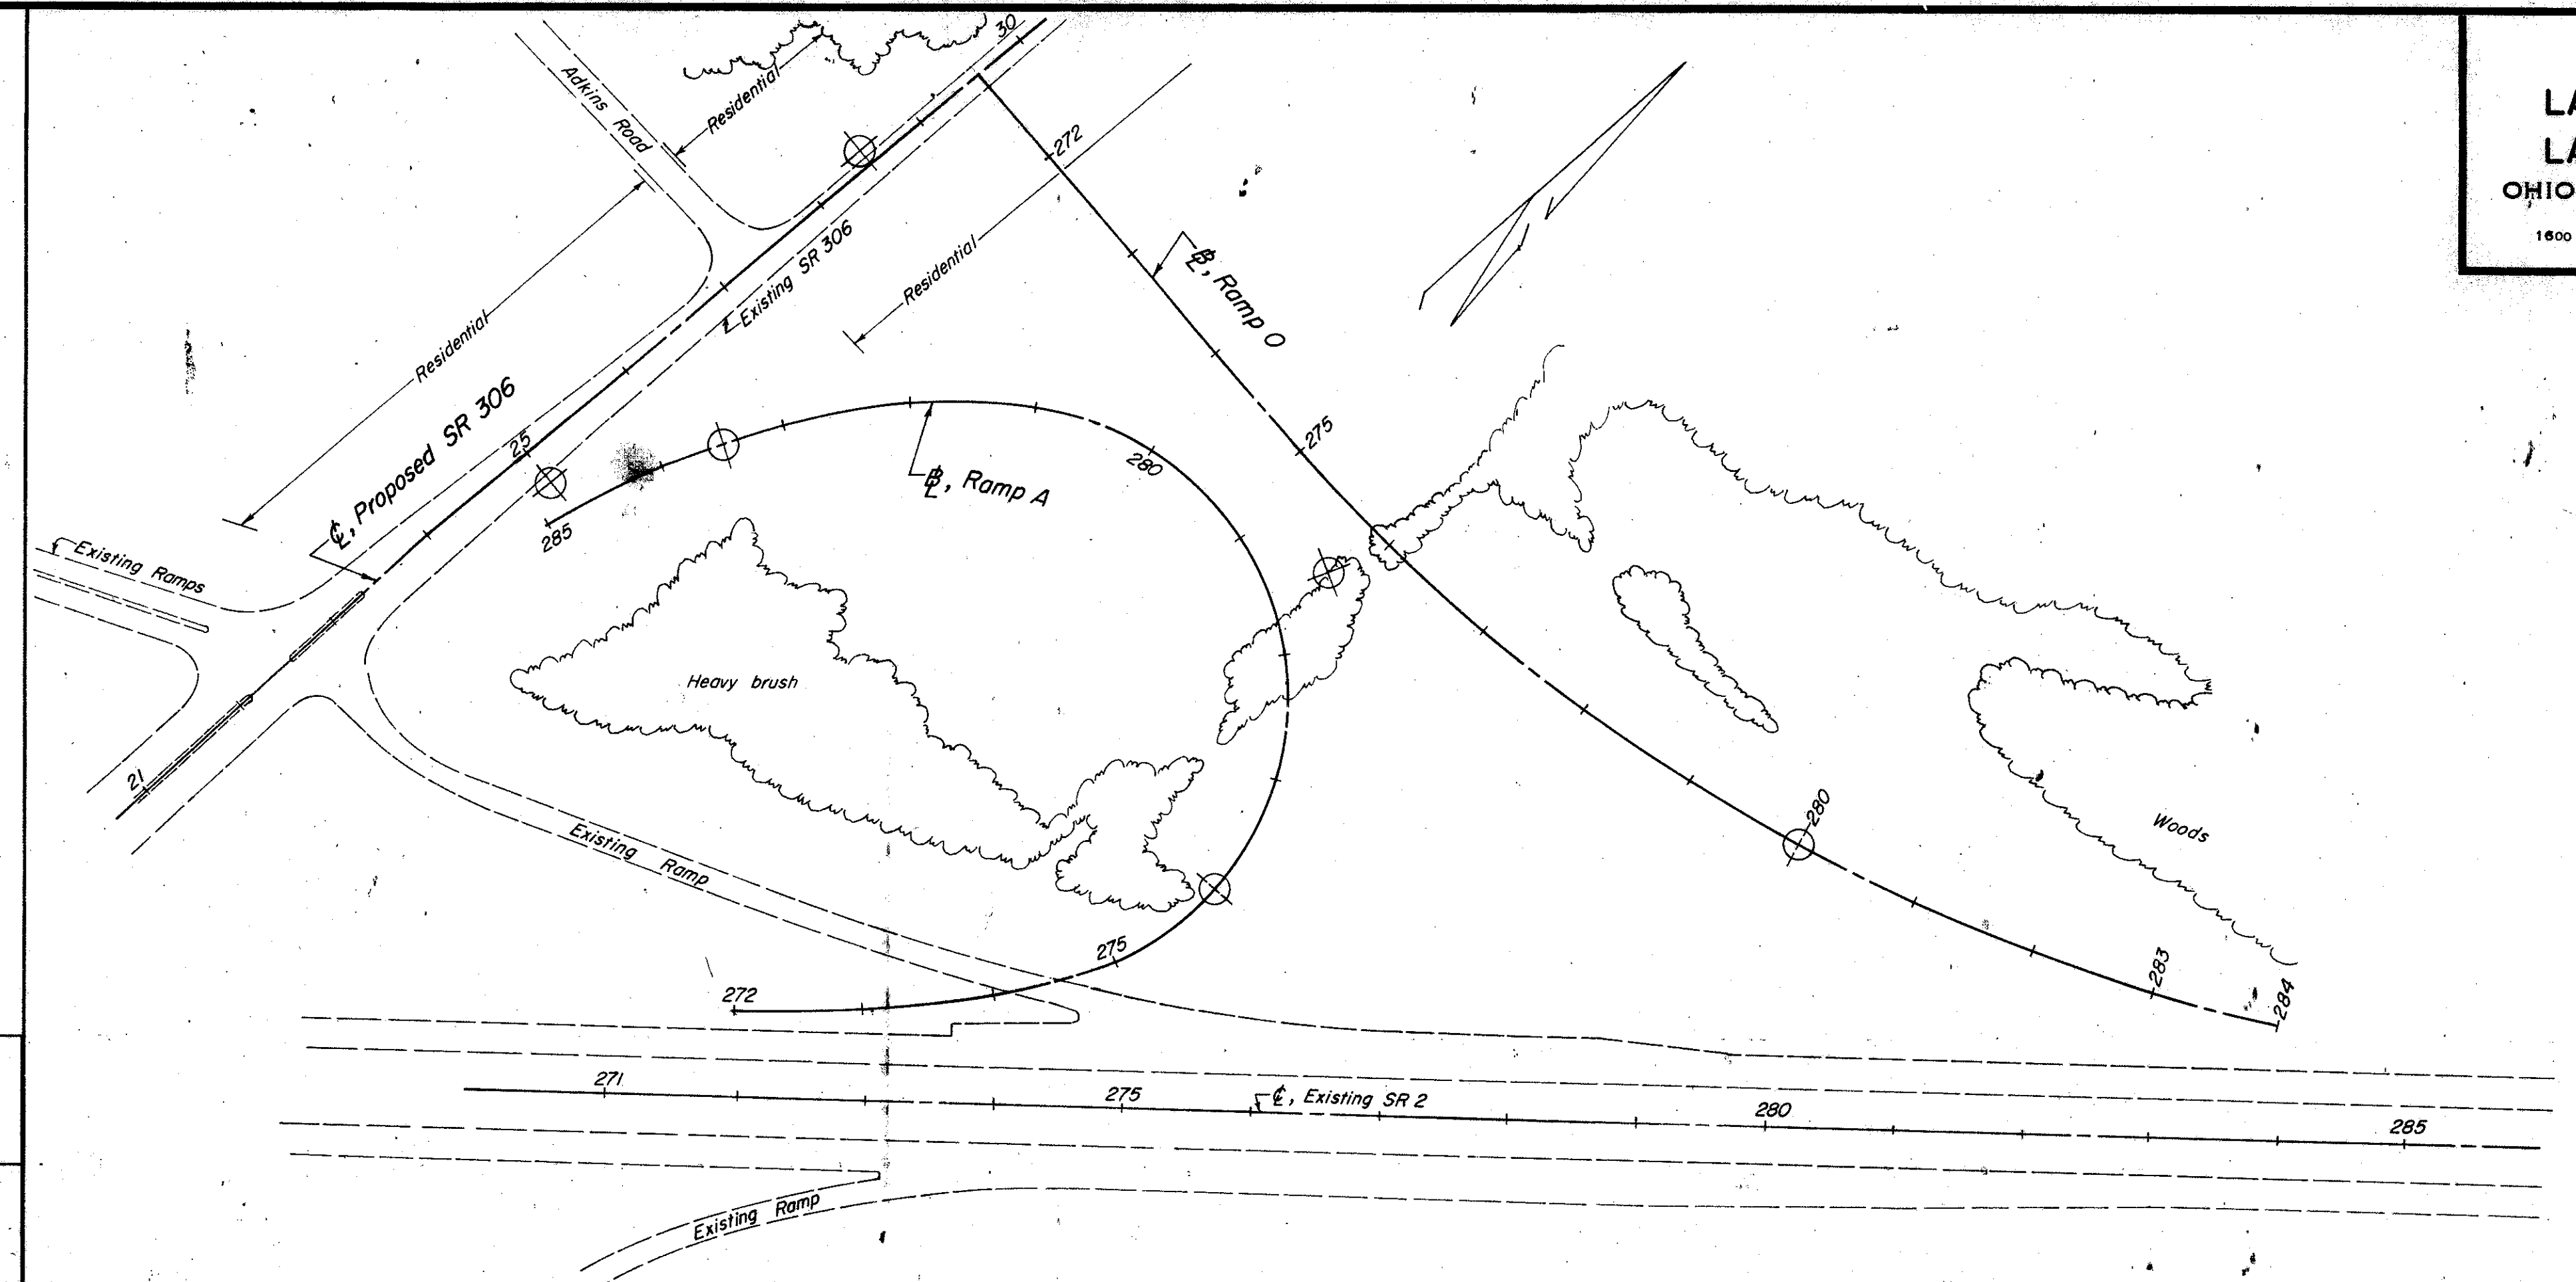 30
Adkins Road
Residential
272
Existing SR 306
℄, Ramp O
Residential
Residential
LA
LA
OHIO
1600
℄, Proposed SR 306
25
275
280
℄, Ramp A
285
Existing Ramps
Heavy brush
21
280
Woods
Existing Ramp
275
283
284
272
271
275
℄, Existing SR 2
280
285
Existing Ramp